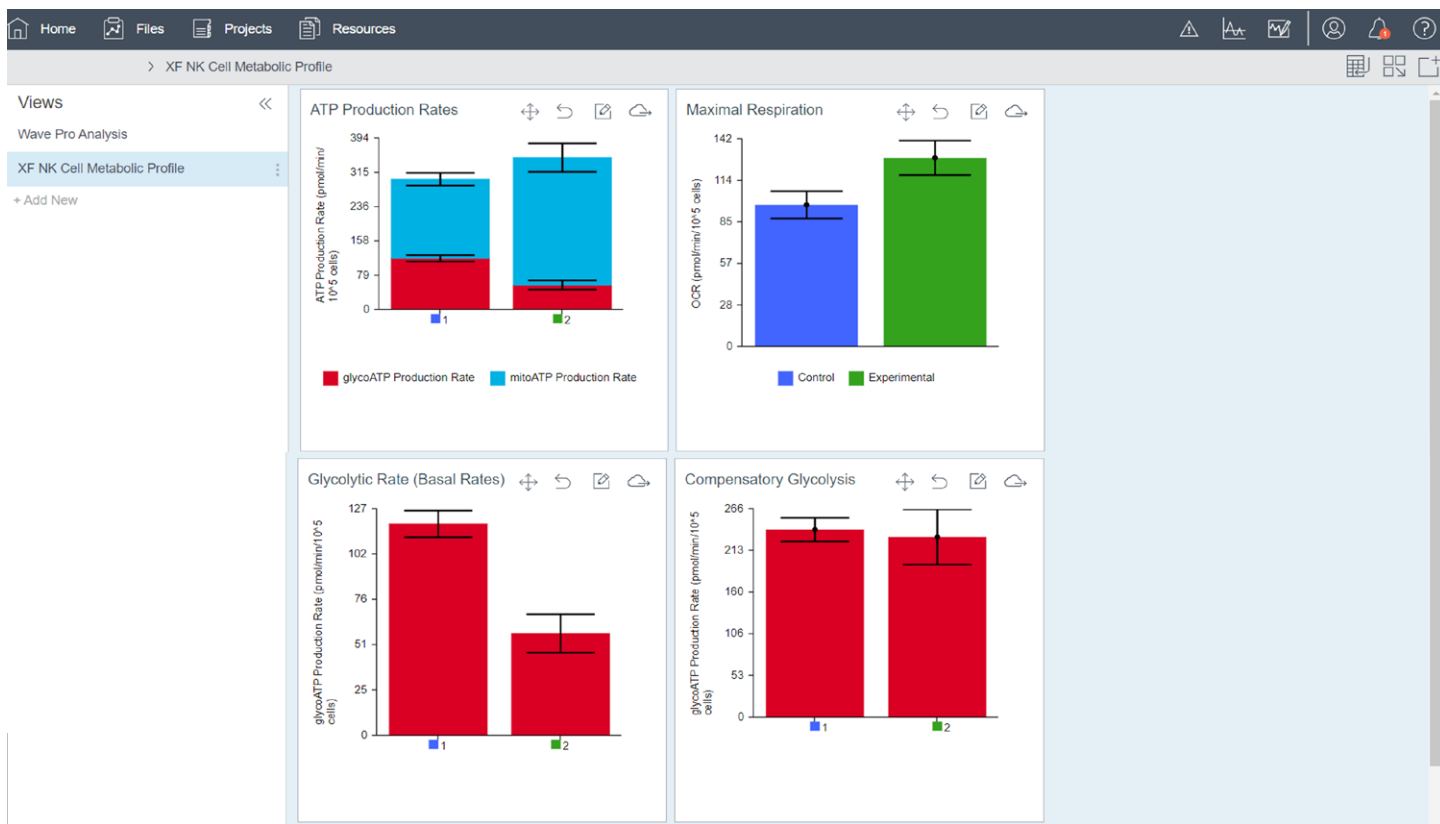 Home Files Projects Resources
1
> XF NK Cell Metabolic Profile
Views
Wave Pro Analysis
XF NK Cell Metabolic Profile
+ Add New
ATP Production Rates
ATP Production Rate (pmol/min/
10^5 cells)
394
315
236
158
79
0
1 2
glycoATP Production Rate mitoATP Production Rate
Maximal Respiration
OCR (pmol/min/10^5 cells)
142
114
85
57
28
0
Control Experimental
Glycolytic Rate (Basal Rates)
glycoATP Production Rate (pmol/min/10^5
cells)
127
102
76
51
25
0
1 2
Compensatory Glycolysis
glycoATP Production Rate (pmol/min/10^5
cells)
266
213
160
106
53
0
1 2